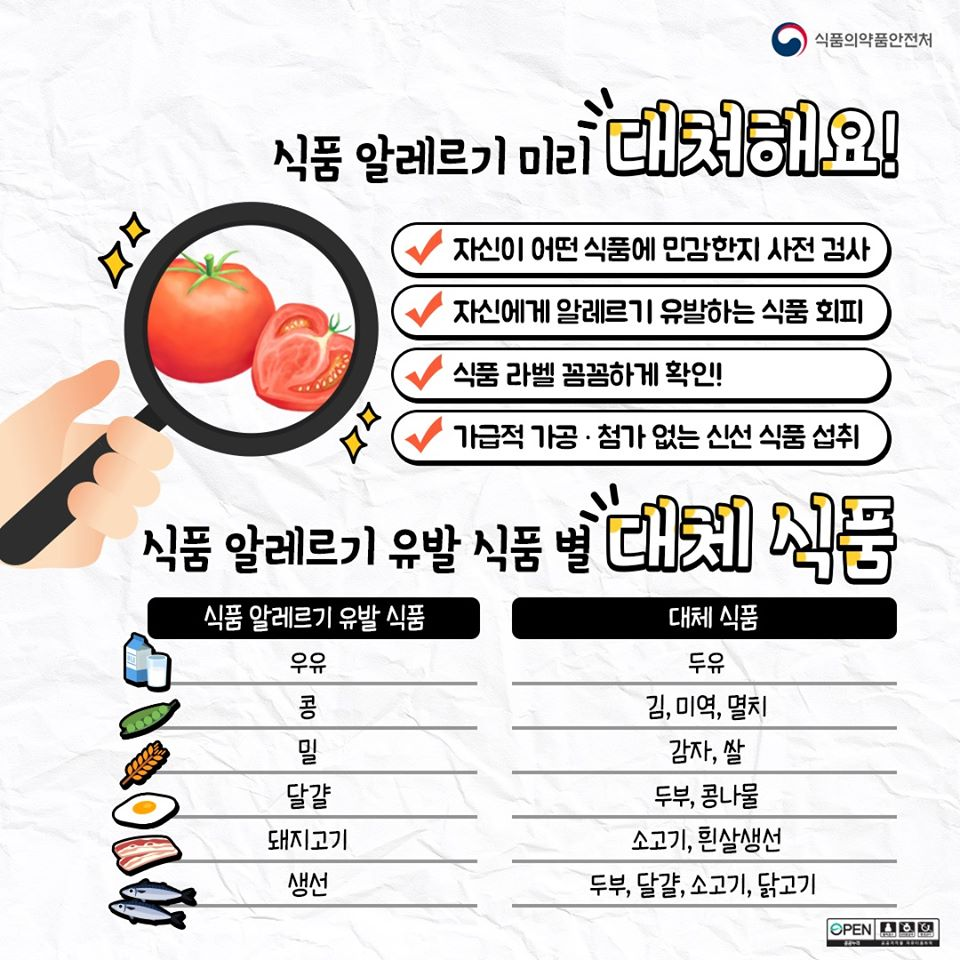 식품의약품안전처
식품 알레르기 미리 대처해요!
자신이 어떤 식품에 민감한지 사전 검사
자신에게 알레르기 유발하는 식품 회피
식품 라벨 꼼꼼하게 확인!
가급적 가공·첨가 없는 신선 식품 섭취
식품 알레르기 유발 식품 별 대체 식품
식품 알레르기 유발 식품 대체 식품
우유 두유
콩 김, 미역, 멸치
밀 감자, 쌀
달걀 두부, 콩나물
돼지고기 소고기, 흰살생선
생선 두부, 달걀, 소고기, 닭고기
OPEN
공공누리